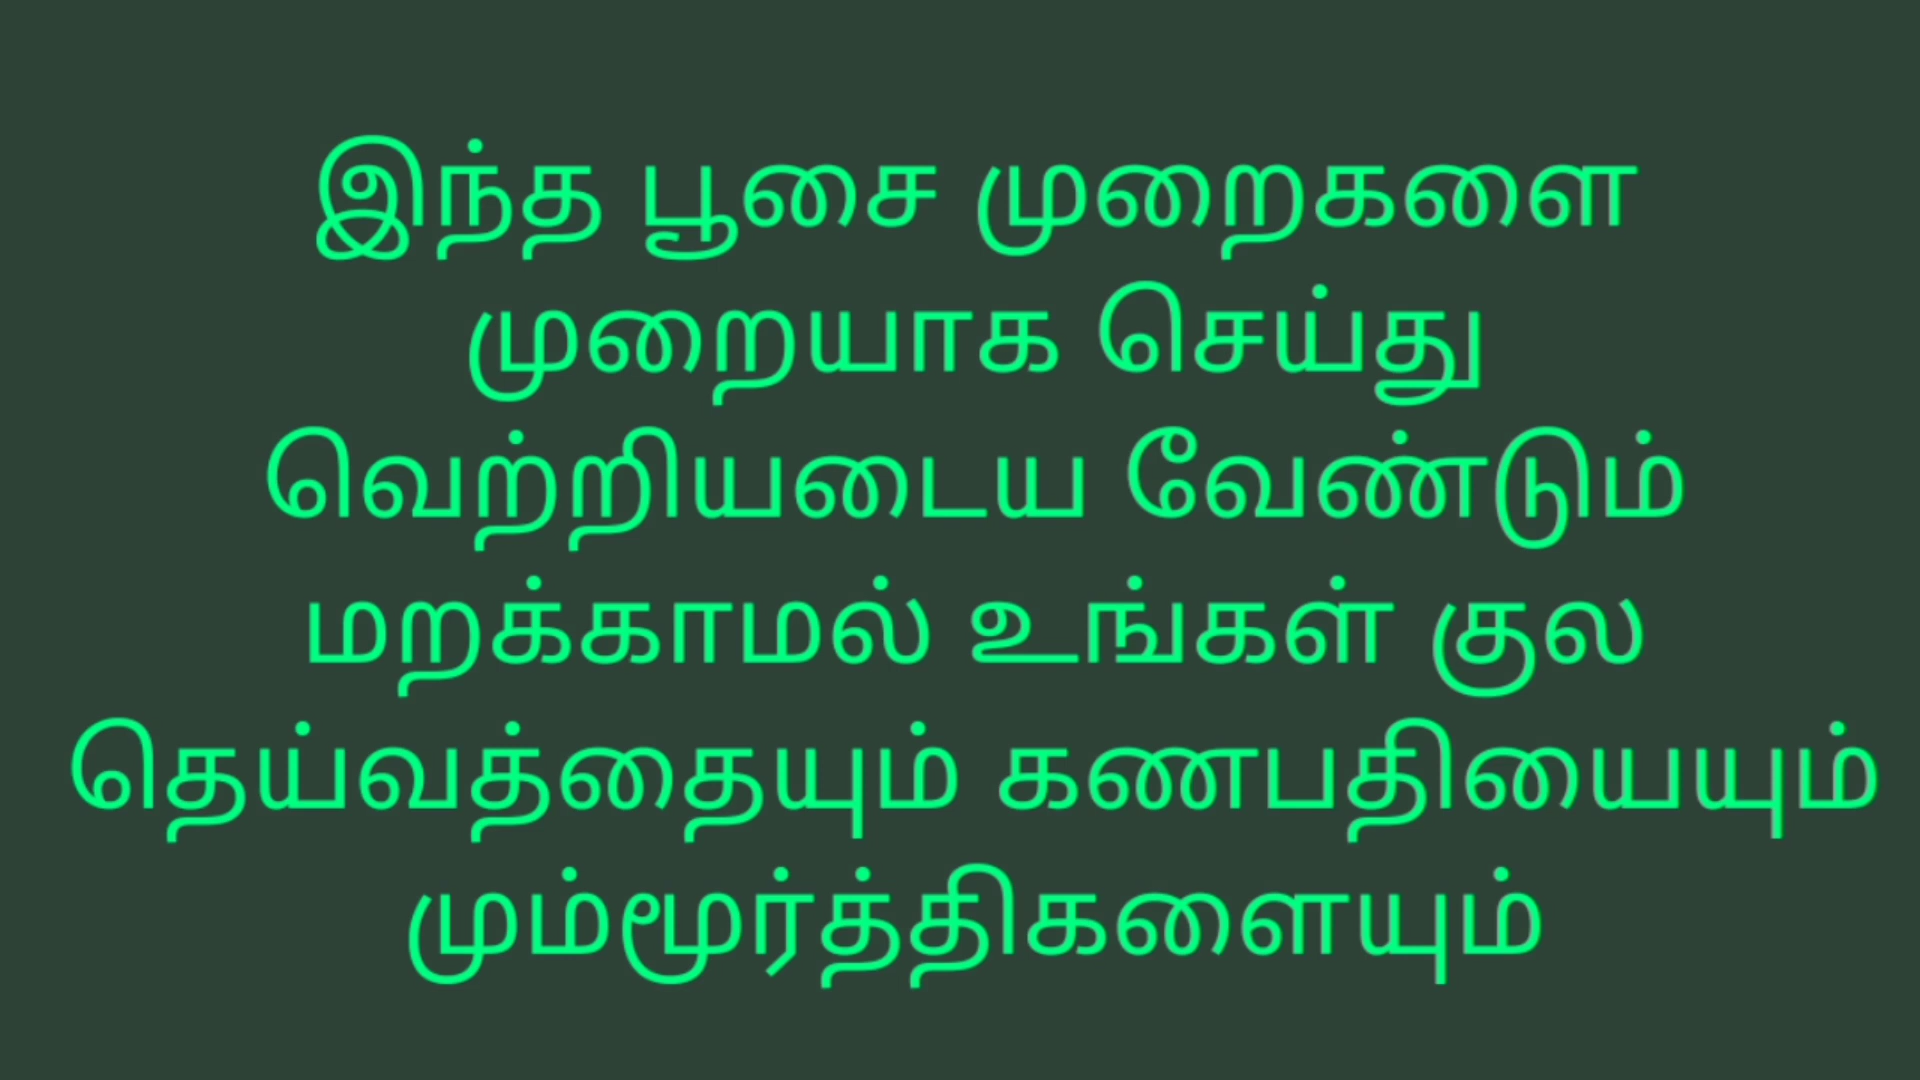 இந்த பூசை முறைகளை
முறையாக செய்து
வெற்றியடைய வேண்டும்
மறக்காமல் உங்கள் குல
தெய்வத்தையும் கணபதியையும்
மும்மூர்த்திகளையும்